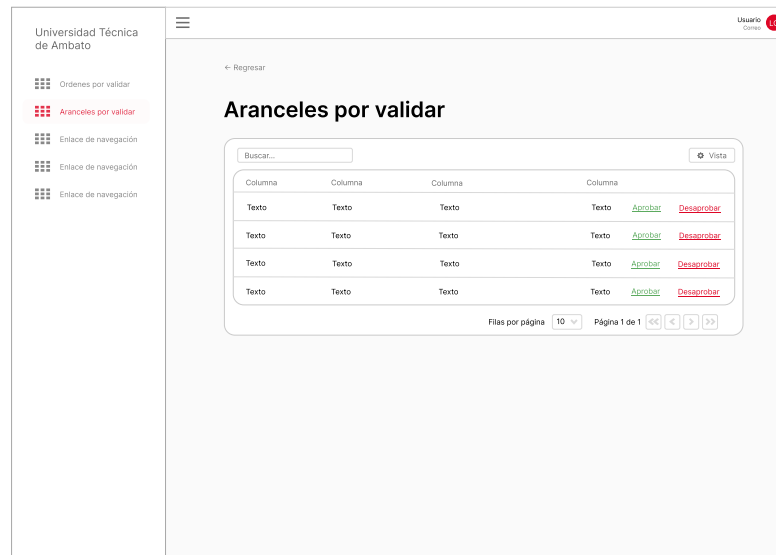 Universidad Técnica
de Ambato
Ordenes por validar
Aranceles por validar
Enlace de navegación
Enlace de navegación
Enlace de navegación
Usuario
Correo
LC
← Regresar
Aranceles por validar
Buscar...
Vista
Columna Columna Columna Columna
Texto Texto Texto Texto Aprobar Desaprobar
Texto Texto Texto Texto Aprobar Desaprobar
Texto Texto Texto Texto Aprobar Desaprobar
Texto Texto Texto Texto Aprobar Desaprobar
Filas por página 10 Página 1 de 1